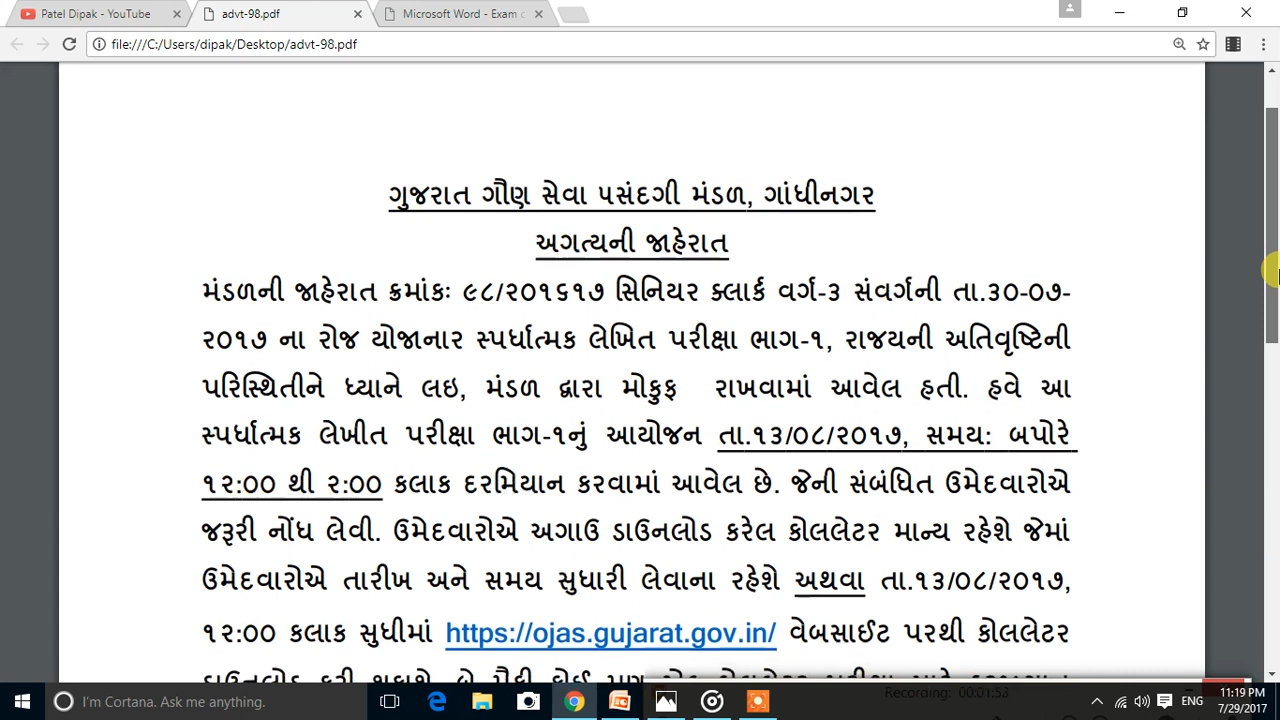 Patel Dipak - YouTube
advt-98.pdf
Microsoft Word - Exam
file:///C:/Users/dipak/Desktop/advt-98.pdf
ગુજરાત ગૌણ સેવા પસંદગી મંડળ, ગાંધીનગર
અગત્યની જાહેરાત
મંડળની જાહેરાત ક્રમાંકઃ ૯૮/૨૦૧૬૧૭ સિનિયર ક્લાર્ક વર્ગ-૩ સંવર્ગની તા.૩૦-૦૭-
૨૦૧૭ ના રોજ યોજાનાર સ્પર્ધાત્મક લેખિત પરીક્ષા ભાગ-૧, રાજયની અતિવૃષ્ટિની
પરિસ્થિતીને ધ્યાને લઇ, મંડળ દ્વારા મોકુફ રાખવામાં આવેલ હતી. હવે આ
સ્પર્ધાત્મક લેખીત પરીક્ષા ભાગ-૧નું આયોજન તા.૧૩/૦૮/૨૦૧૭, સમય: બપોરે
૧૨:૦૦ થી ૨:૦૦ કલાક દરમિયાન કરવામાં આવેલ છે. જેની સંબંધિત ઉમેદવારોએ
જરૂરી નોંધ લેવી. ઉમેદવારોએ અગાઉ ડાઉનલોડ કરેલ કોલલેટર માન્ય રહેશે જેમાં
ઉમેદવારોએ તારીખ અને સમય સુધારી લેવાના રહેશે અથવા તા.૧૩/૦૮/૨૦૧૭,
૧૨:૦૦ કલાક સુધીમાં https://ojas.gujarat.gov.in/ વેબસાઈટ પરથી કોલલેટર
Recording: 00:01:53
I'm Cortana. Ask me anything.
ENG
11:19 PM
7/29/2017